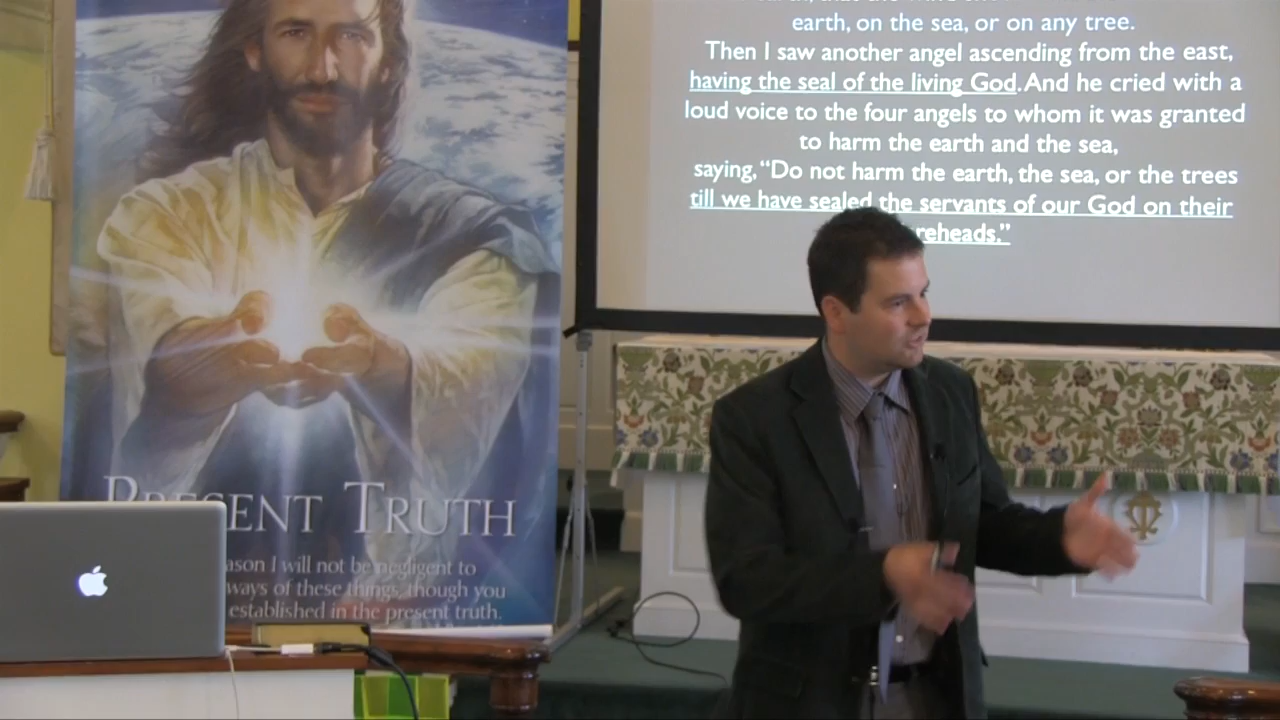 earth, on the sea, or on any tree.
Then I saw another angel ascending from the east,
having the seal of the living God. And he cried with a
loud voice to the four angels to whom it was granted
to harm the earth and the sea,
saying, “Do not harm the earth, the sea, or the trees
till we have sealed the servants of our God on their
reheads.”
PRESENT TRUTH
ason I will not be negligent to
ways of these things, though you
established in the present truth.